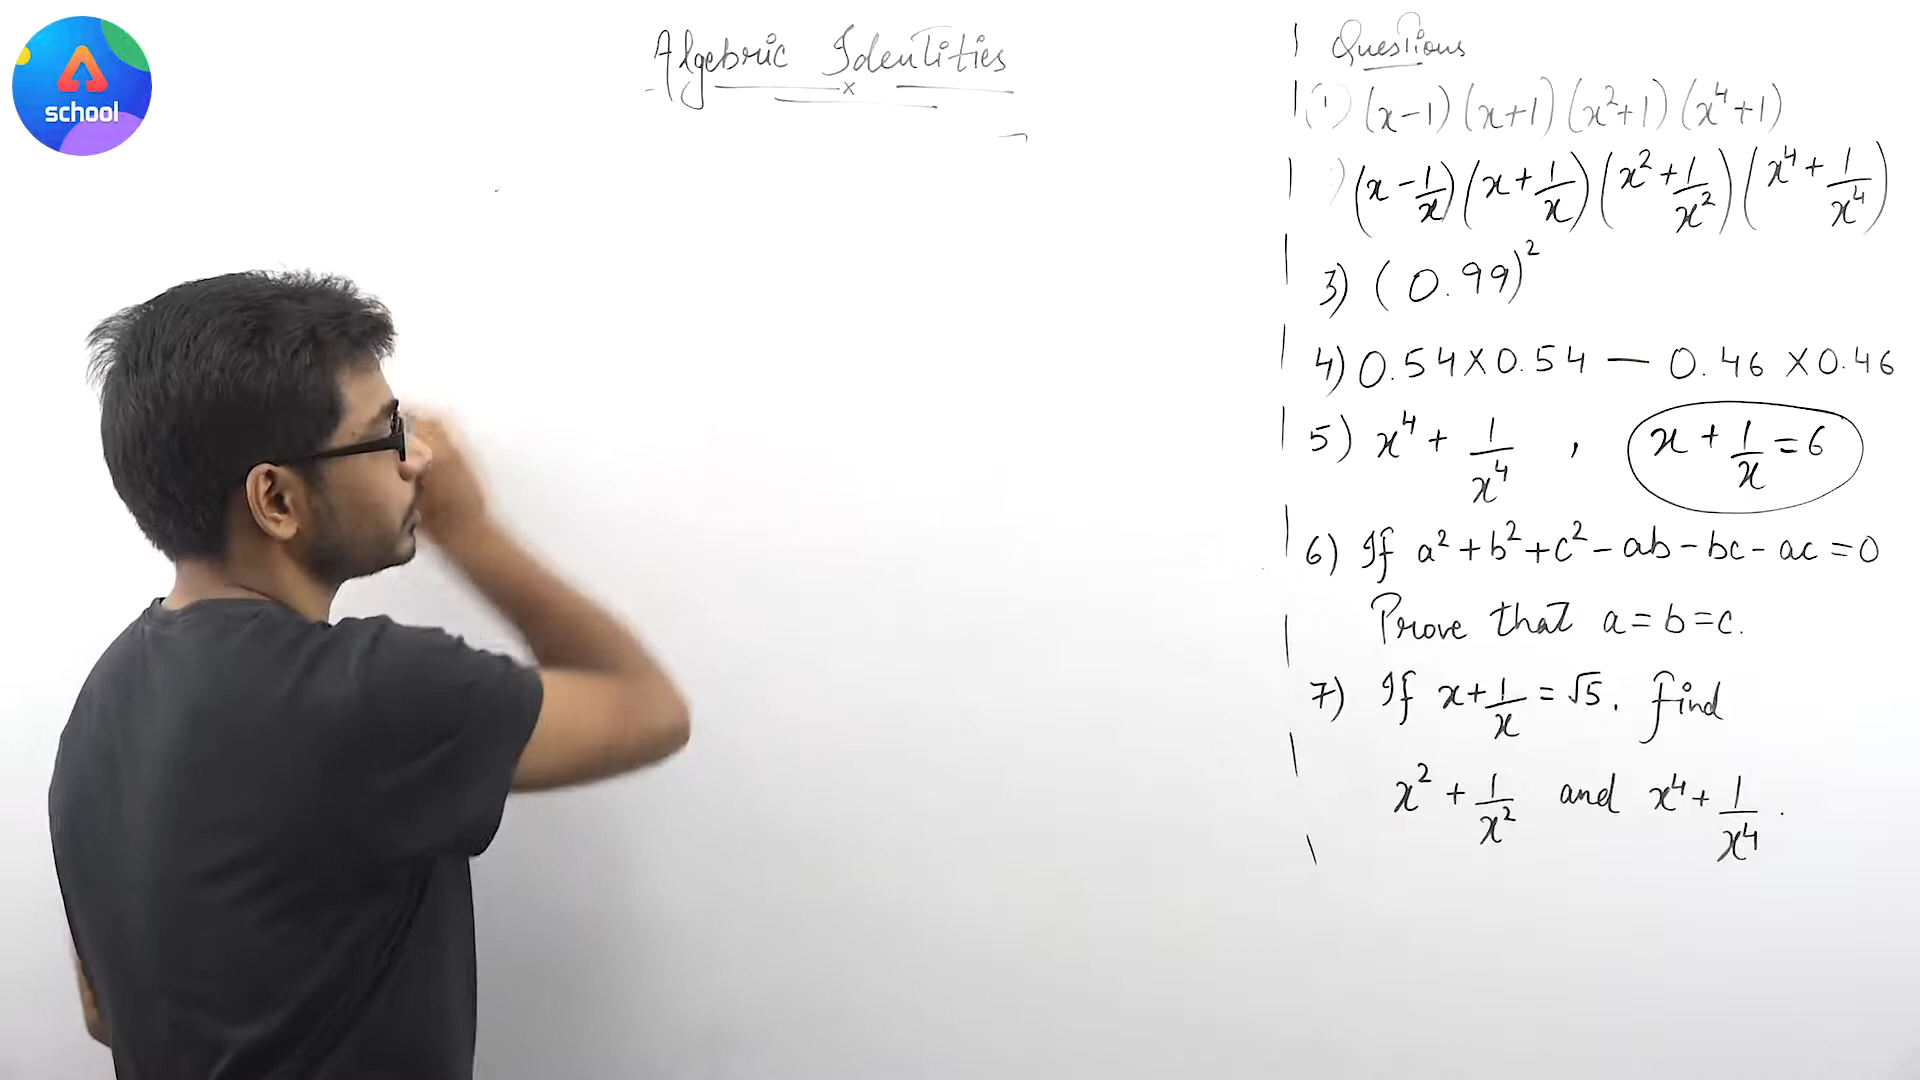 school
Algebric Identities
Questions
(1) (x-1) (x+1) (x²+1) (x⁴+1)
) (x - 1/x) (x + 1/x) (x² + 1/x²) (x⁴ + 1/x⁴)
3) (0.99)²
4) 0.54×0.54 — 0.46×0.46
5) x⁴ + 1/x⁴ , x + 1/x = 6
6) If a²+b²+c²-ab-bc-ac=0
Prove that a=b=c.
7) If x + 1/x = √5. find
x² + 1/x² and x⁴ + 1/x⁴.